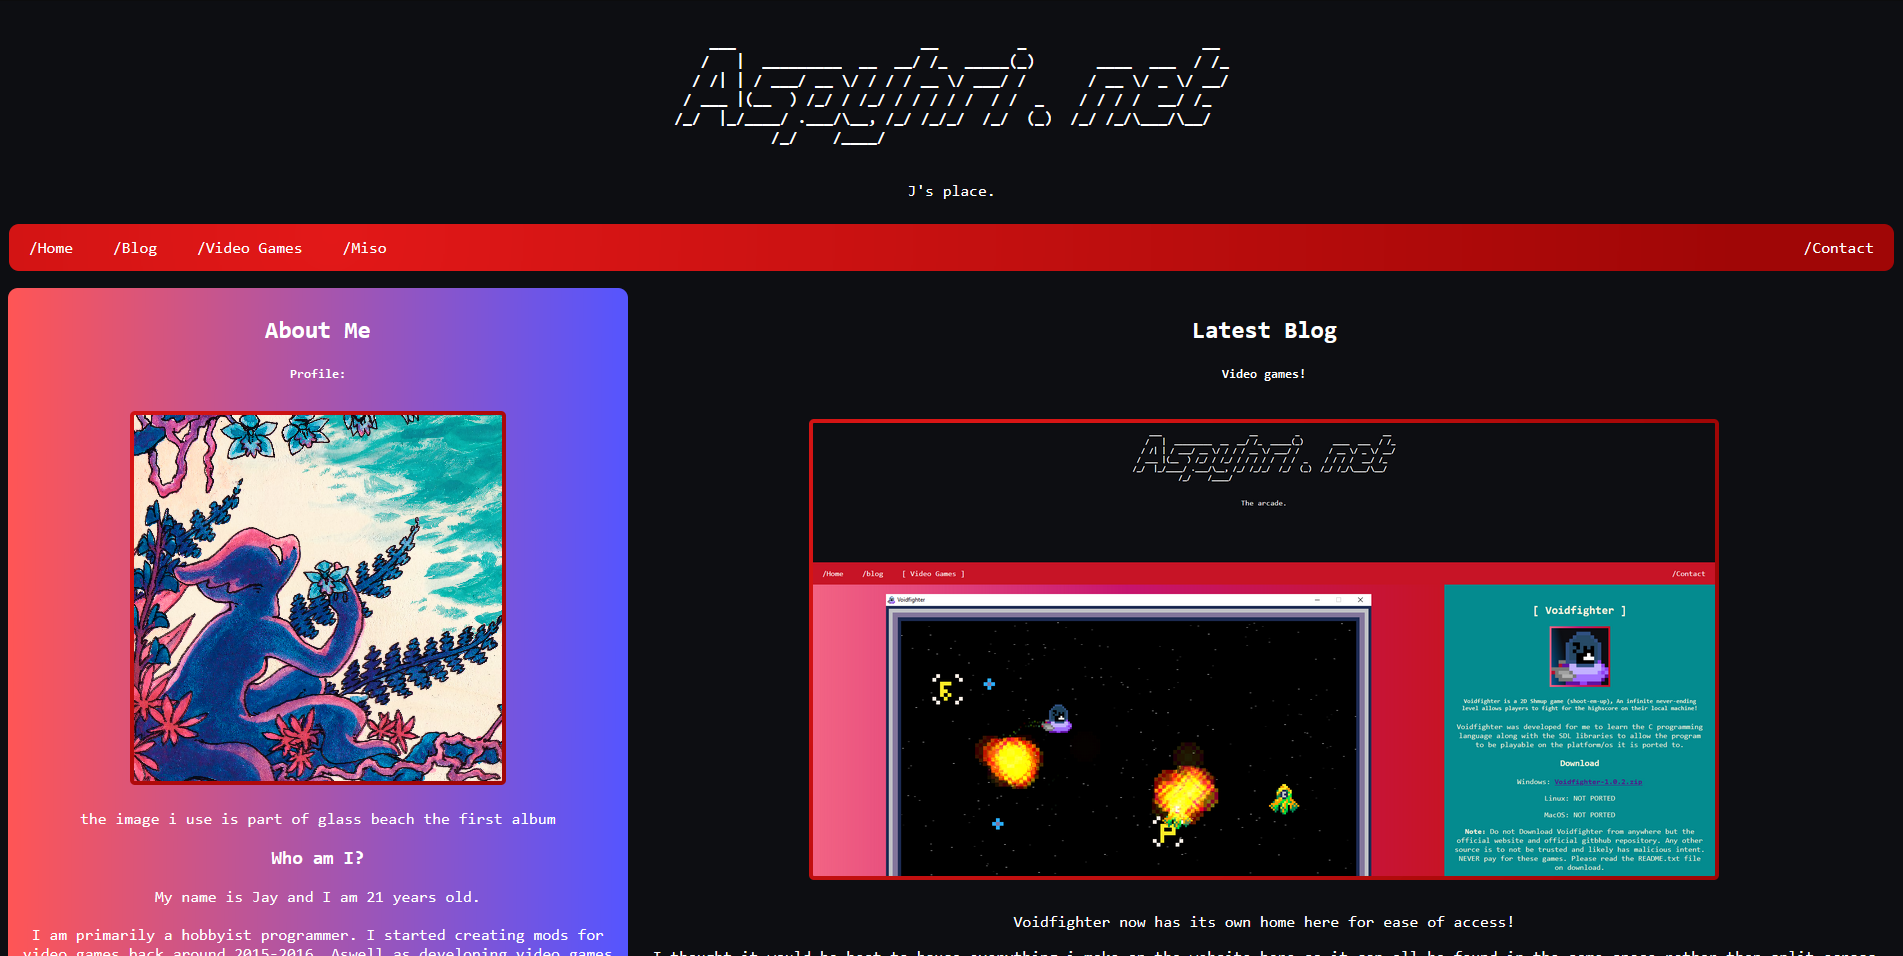 Aspyhri.net
J's place.
/Home /Blog /Video Games /Miso /Contact
About Me
Profile:
the image i use is part of glass beach the first album
Who am I?
My name is Jay and I am 21 years old.
I am primarily a hobbyist programmer. I started creating mods for
video games back around 2015-2016. Aswell as developing video games
Latest Blog
Video games!
Aspyhri.net
The arcade.
/Home /blog [ Video Games ] /Contact
Voidfighter
[ Voidfighter ]
Voidfighter is a 2D Shmup game (shoot-em-up), An infinite never-ending
level allows players to fight for the highscore on their local machine!
Voidfighter was developed for me to learn the C programming
language along with the SDL libraries to allow the program
to be playable on the platform/os it is ported to.
Download
Windows: Voidfighter-1.0.2.zip
Linux: NOT PORTED
MacOS: NOT PORTED
Note: Do not Download Voidfighter from anywhere but the
official website and official gitbhub repository. Any other
source is to not be trusted and likely has malicious intent.
NEVER pay for these games. Please read the README.txt file
on download.
Voidfighter now has its own home here for ease of access!
I thought it would be best to house everything i make on the website here so it can all be found in the same space rather than split across